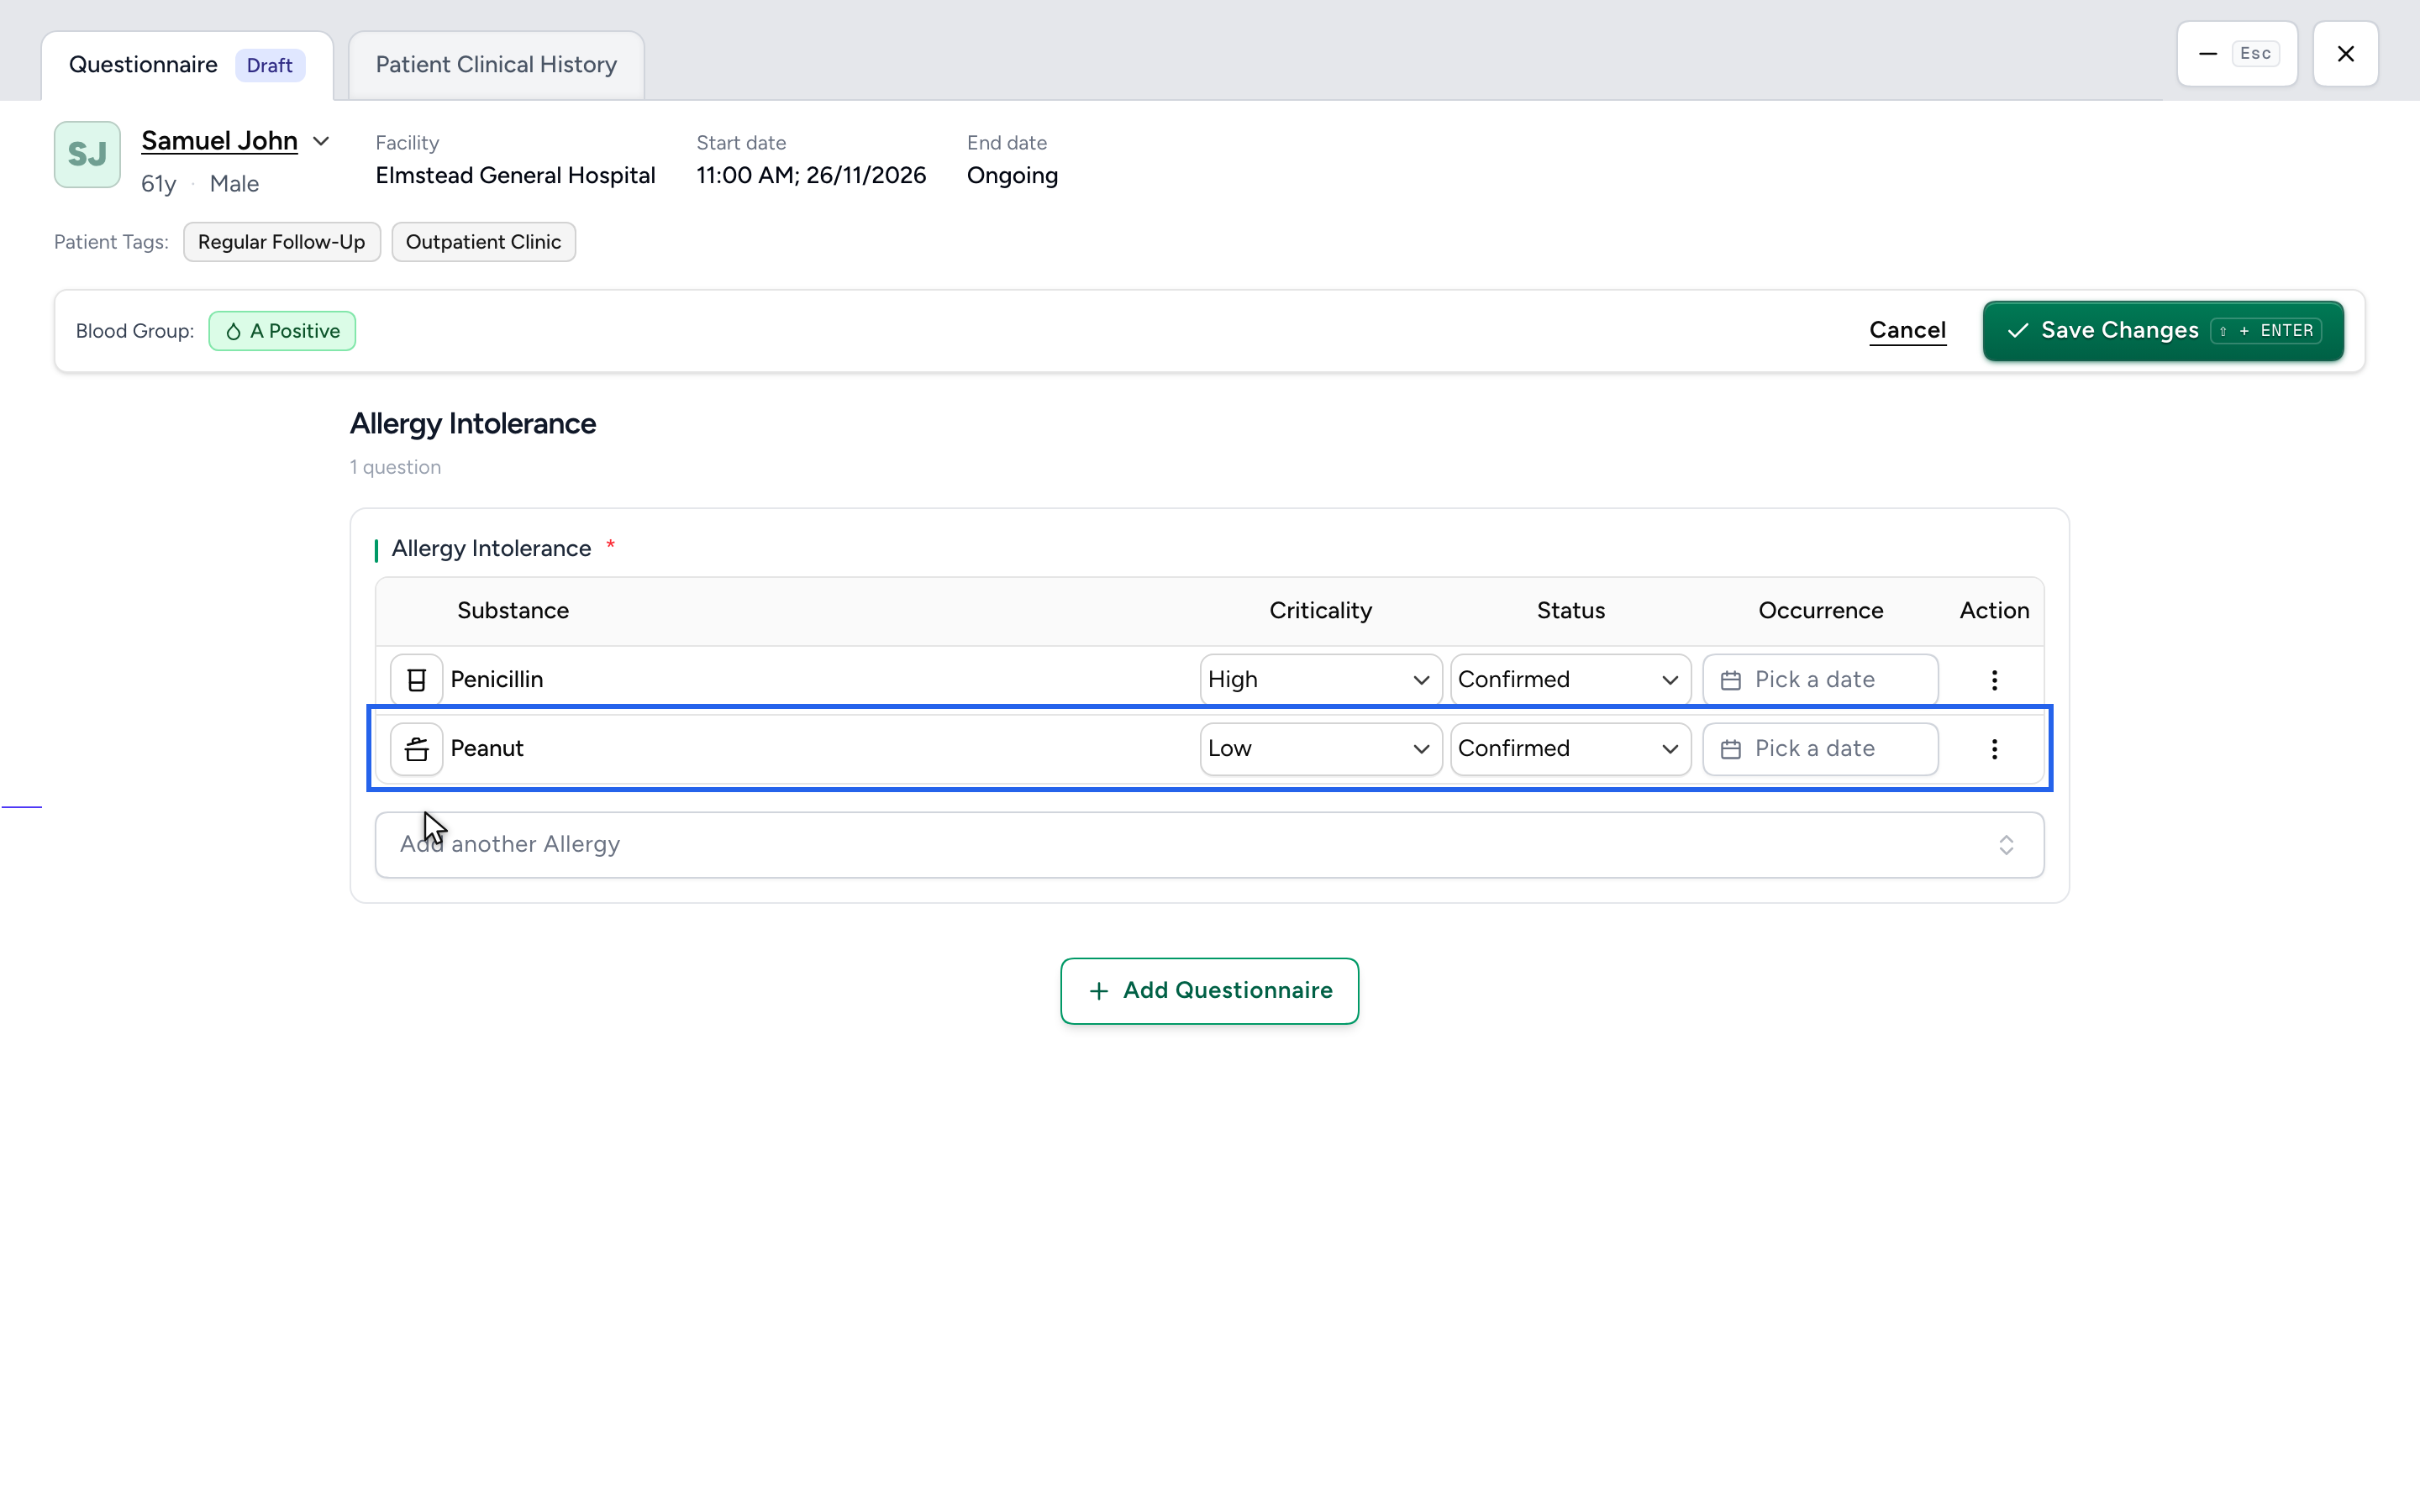 Questionnaire Draft Patient Clinical History Esc
SJ
Samuel John
61y · Male
Facility
Elmstead General Hospital
Start date
11:00 AM; 26/11/2026
End date
Ongoing
Patient Tags: Regular Follow-Up Outpatient Clinic
Blood Group: A Positive Cancel Save Changes ⇧ + ENTER
Allergy Intolerance
1 question
Allergy Intolerance *
Substance Criticality Status Occurrence Action
Penicillin High Confirmed Pick a date
Peanut Low Confirmed Pick a date
Add another Allergy
+ Add Questionnaire